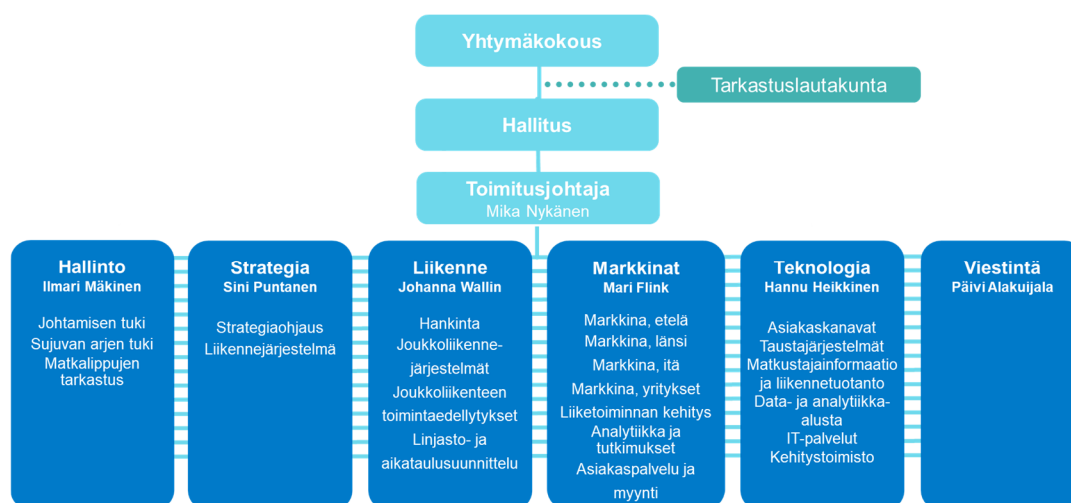 Yhtymäkokous
Tarkastuslautakunta
Hallitus
Toimitusjohtaja
Mika Nykänen
Hallinto
Ilmari Mäkinen
Johtamisen tuki
Sujuvan arjen tuki
Matkalippujen
tarkastus
Strategia
Sini Puntanen
Strategiaohjaus
Liikennejärjestelmä
Liikenne
Johanna Wallin
Hankinta
Joukkoliikenne-
järjestelmät
Joukkoliikenteen
toimintaedellytykset
Linjasto- ja
aikataulusuunnittelu
Markkinat
Mari Flink
Markkina, etelä
Markkina, länsi
Markkina, itä
Markkina, yritykset
Liiketoiminnan kehitys
Analytiikka ja
tutkimukset
Asiakaspalvelu ja
myynti
Teknologia
Hannu Heikkinen
Asiakaskanavat
Taustajärjestelmät
Matkustajainformaatio
ja liikennetuotanto
Data- ja analytiikka-
alusta
IT-palvelut
Kehitystoimisto
Viestintä
Päivi Alakuijala